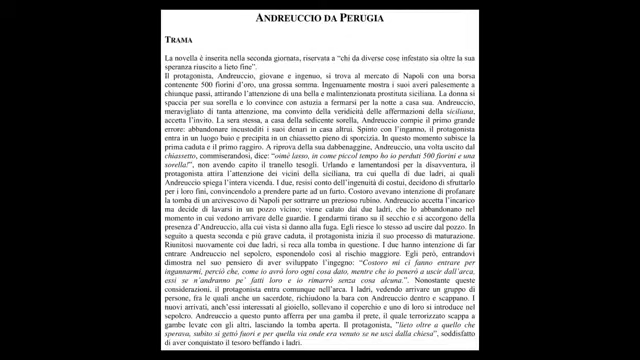 ANDREUCCIO DA PERUGIA
TRAMA
La novella è inserita nella seconda giornata, riservata a “chi da diverse cose infestato sia oltre la sua
speranza riuscito a lieto fine”.
Il protagonista, Andreuccio, giovane e ingenuo, si trova al mercato di Napoli con una borsa
contenente 500 fiorini d’oro, una grossa somma. Ingenuamente mostra i suoi averi palesemente a
chiunque passi, attirando l’attenzione di una bella e malintenzionata prostituta siciliana. La donna si
spaccia per sua sorella e lo convince con astuzia a fermarsi per la notte a casa sua. Andreuccio,
meravigliato di tanta attenzione, ma convinto della veridicità delle affermazioni della siciliana,
accetta l’invito. La sera stessa, a casa della sedicente sorella, Andreuccio compie il primo grande
errore: abbandonare incustoditi i suoi denari in casa altrui. Spinto con l’inganno, il protagonista
entra in un luogo buio e precipita in un chiassetto pieno di sporcizia. In questo momento subisce la
prima caduta e il primo raggiro. A riprova della sua dabbenaggine, Andreuccio, una volta uscito dal
chiassetto, commiserandosi, dice: “oimè lasso, in come piccol tempo ho io perduti 500 fiorini e una
sorella!”, non avendo capito il tranello tesogli. Urlando e lamentandosi per la disavventura, il
protagonista attira l’attenzione dei vicini della siciliana, tra cui quella di due ladri, ai quali
Andreuccio spiega l’intera vicenda. I due, resisi conto dell’ingenuità di costui, decidono di sfruttarlo
per i loro fini, convincendolo a prendere parte ad un furto. Costoro avevano intenzione di profanare
la tomba di un arcivescovo di Napoli per sottrarre un prezioso rubino. Andreuccio accetta l’incarico
ma decide di lavarsi in un pozzo vicino; viene calato dai due ladri, che lo abbandonano nel
momento in cui vedono arrivare delle guardie. I gendarmi tirano su il secchio e si accorgono della
presenza d’Andreuccio, alla cui vista si danno alla fuga. Egli riesce lo stesso ad uscire dal pozzo. In
seguito a questa seconda e più grave caduta, il protagonista inizia il suo processo di maturazione.
Riunitosi nuovamente coi due ladri, si reca alla tomba in questione. I due hanno intenzione di far
entrare Andreuccio nel sepolcro, esponendolo così al rischio maggiore. Egli però, entrandovi
dimostra nel suo pensiero di aver sviluppato l’ingegno: “Costoro mi ci fanno entrare per
ingannarmi, perciò che, come io avrò loro ogni cosa dato, mentre che io penerò a uscir dall’arca,
essi se n’andranno pe’ fatti loro e io rimarrò senza cosa alcuna.”. Nonostante queste
considerazioni, il protagonista entra comunque nell’arca. I ladri, vedendo arrivare un gruppo di
persone, fra le quali anche un sacerdote, richiudono la bara con Andreuccio dentro e scappano. I
nuovi arrivati, anch’essi interessati al gioiello, sollevano il coperchio e uno di loro si introduce nel
sepolcro. Andreuccio a questo punto afferra per una gamba il prete, il quale terrorizzato scappa a
gambe levate con gli altri, lasciando la tomba aperta. Il protagonista, ”lieto oltre a quello che
sperava, subito si gettò fuori e per quella via onde era venuto se ne uscì dalla chiesa”, soddisfatto
di aver conquistato il tesoro beffando i ladri.